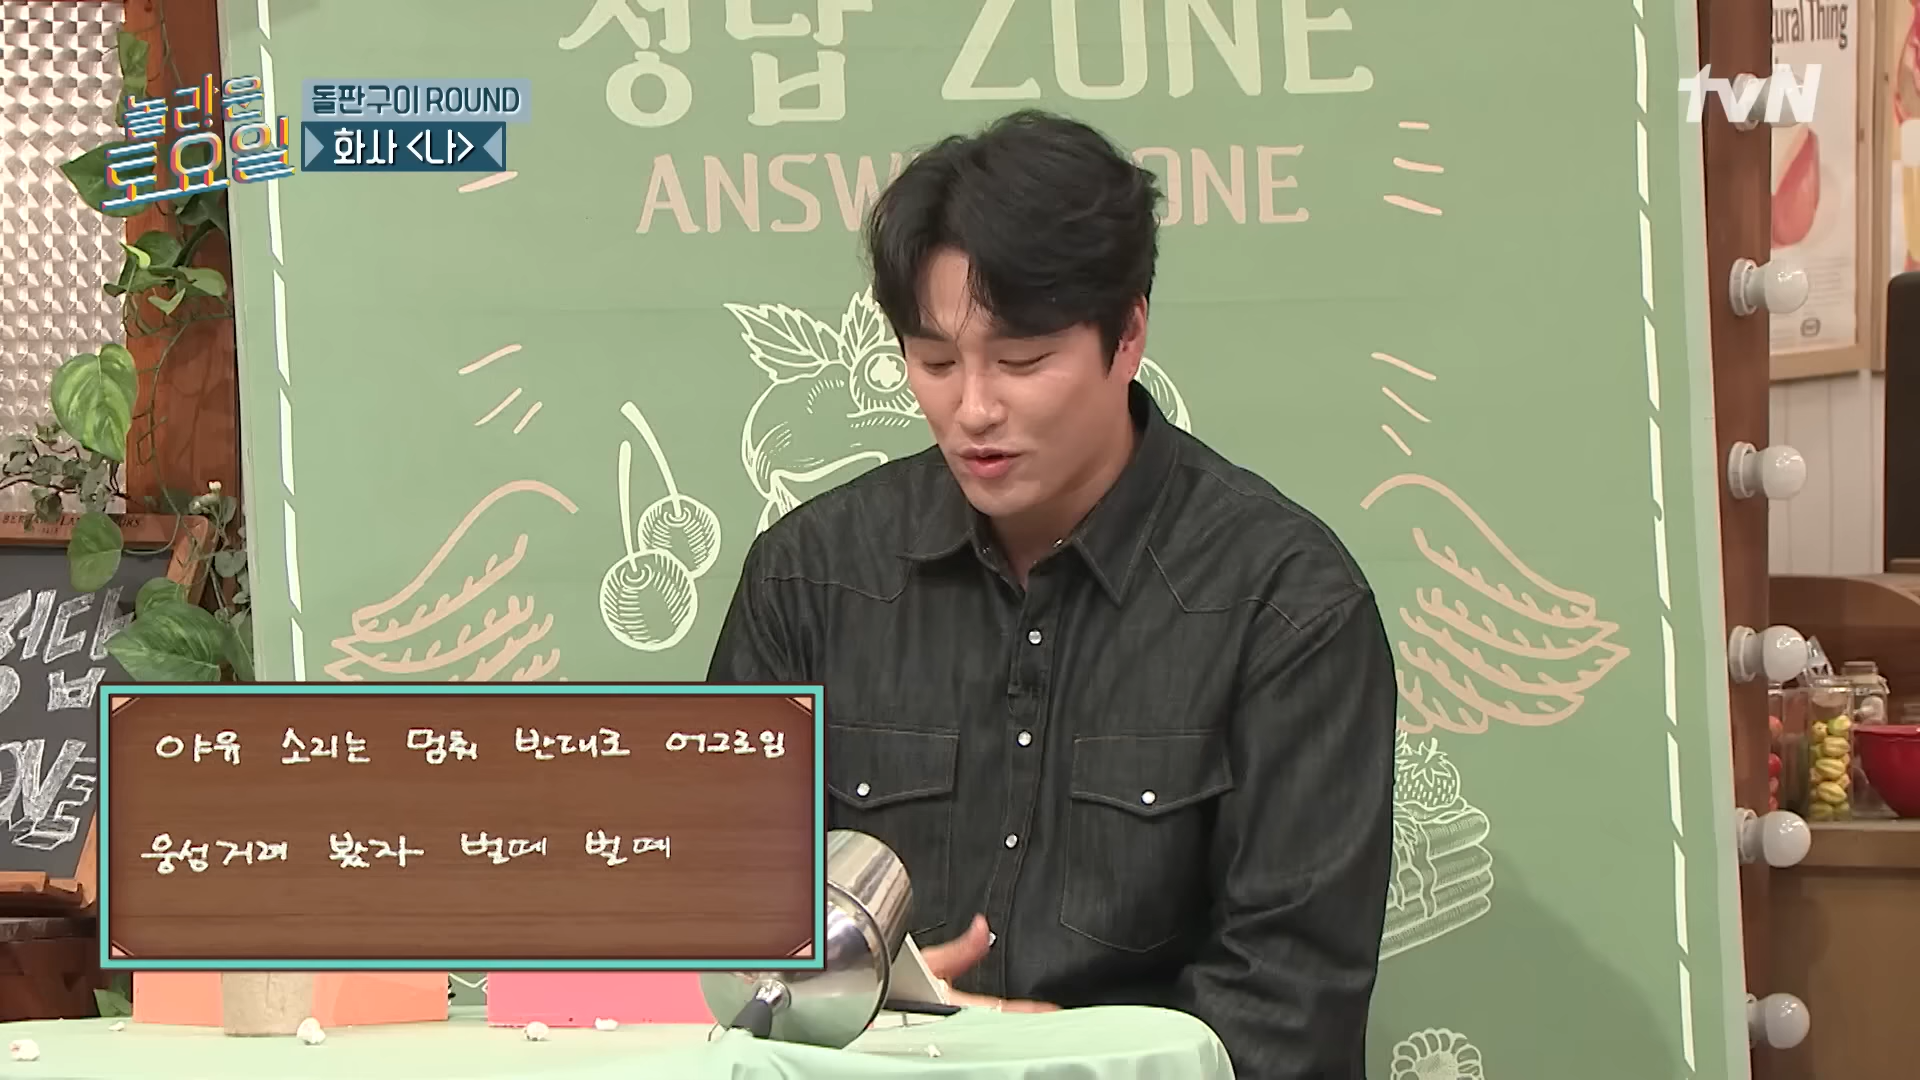 정답 ZONE
tvN
놀라운
토요일
돌판구이 ROUND
화사 <나>
야유 소리는 멈춰 반대로 어그로임
웅성거려 봤자 벌떼 벌떼